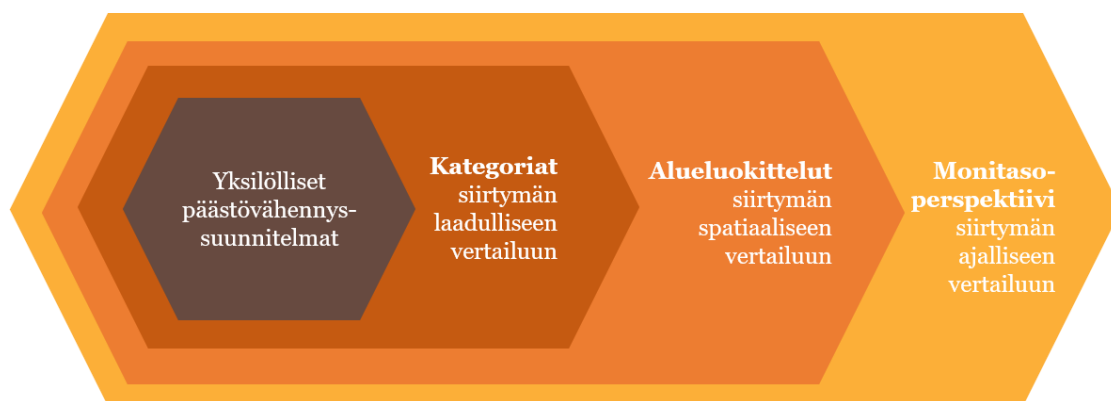 Yksilölliset
päästövähennys-
suunnitelmat
Kategoriat
siirtymän
laadulliseen
vertailuun
Alueluokittelut
siirtymän
spatiaaliseen
vertailuun
Monitaso-
perspektiivi
siirtymän
ajalliseen
vertailuun